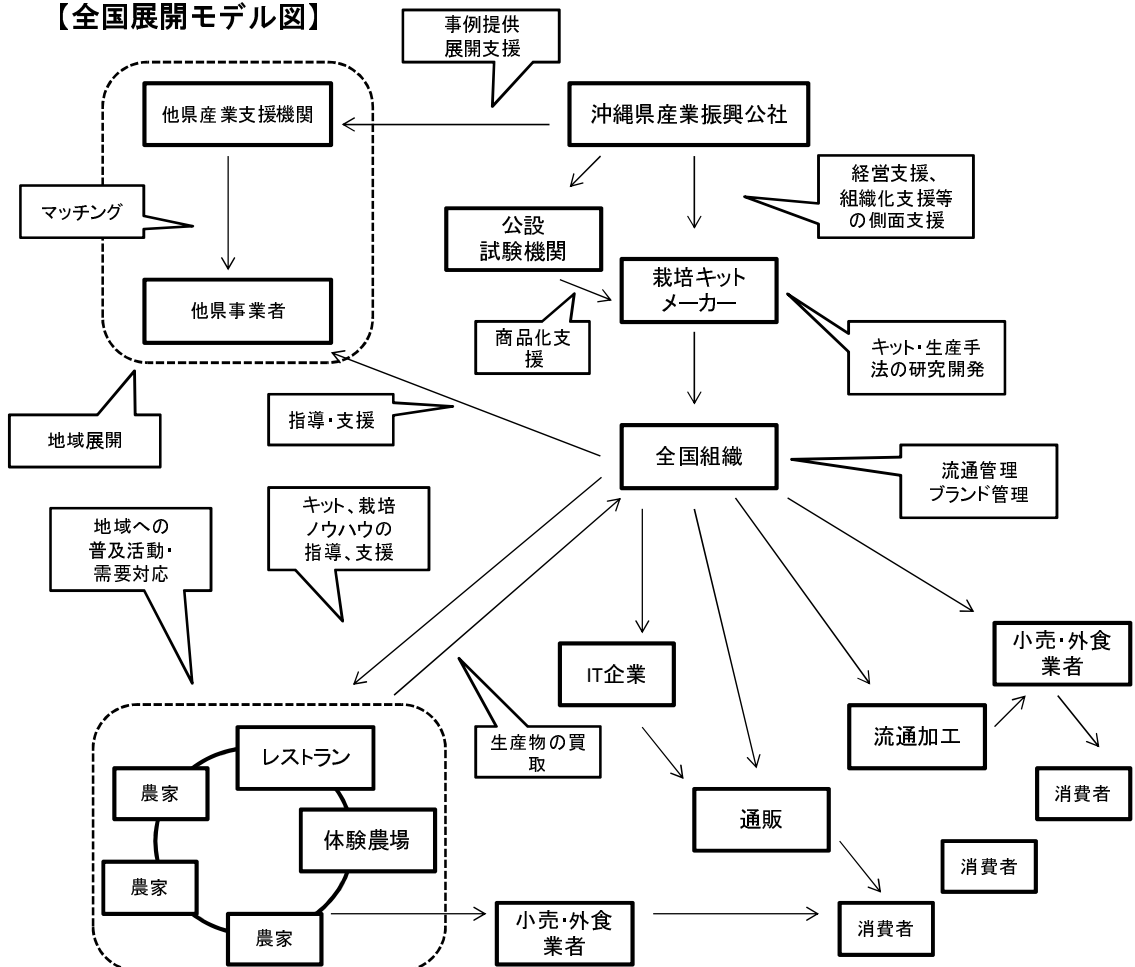 【全国展開モデル図】
事例提供
展開支援
他県産業支援機関
沖縄県産業振興公社
経営支援、
組織化支援等
の側面支援
マッチング
公設
試験機関
栽培キット
メーカー
他県事業者
商品化支
援
キット・生産手
法の研究開発
地域展開
指導・支援
全国組織
流通管理
ブランド管理
地域への
普及活動・
需要対応
キット、栽培
ノウハウの
指導、支援
小売・外食
業者
IT企業
生産物の買
取
流通加工
レストラン
農家
消費者
通販
体験農場
消費者
農家
小売・外食
業者
消費者
農家